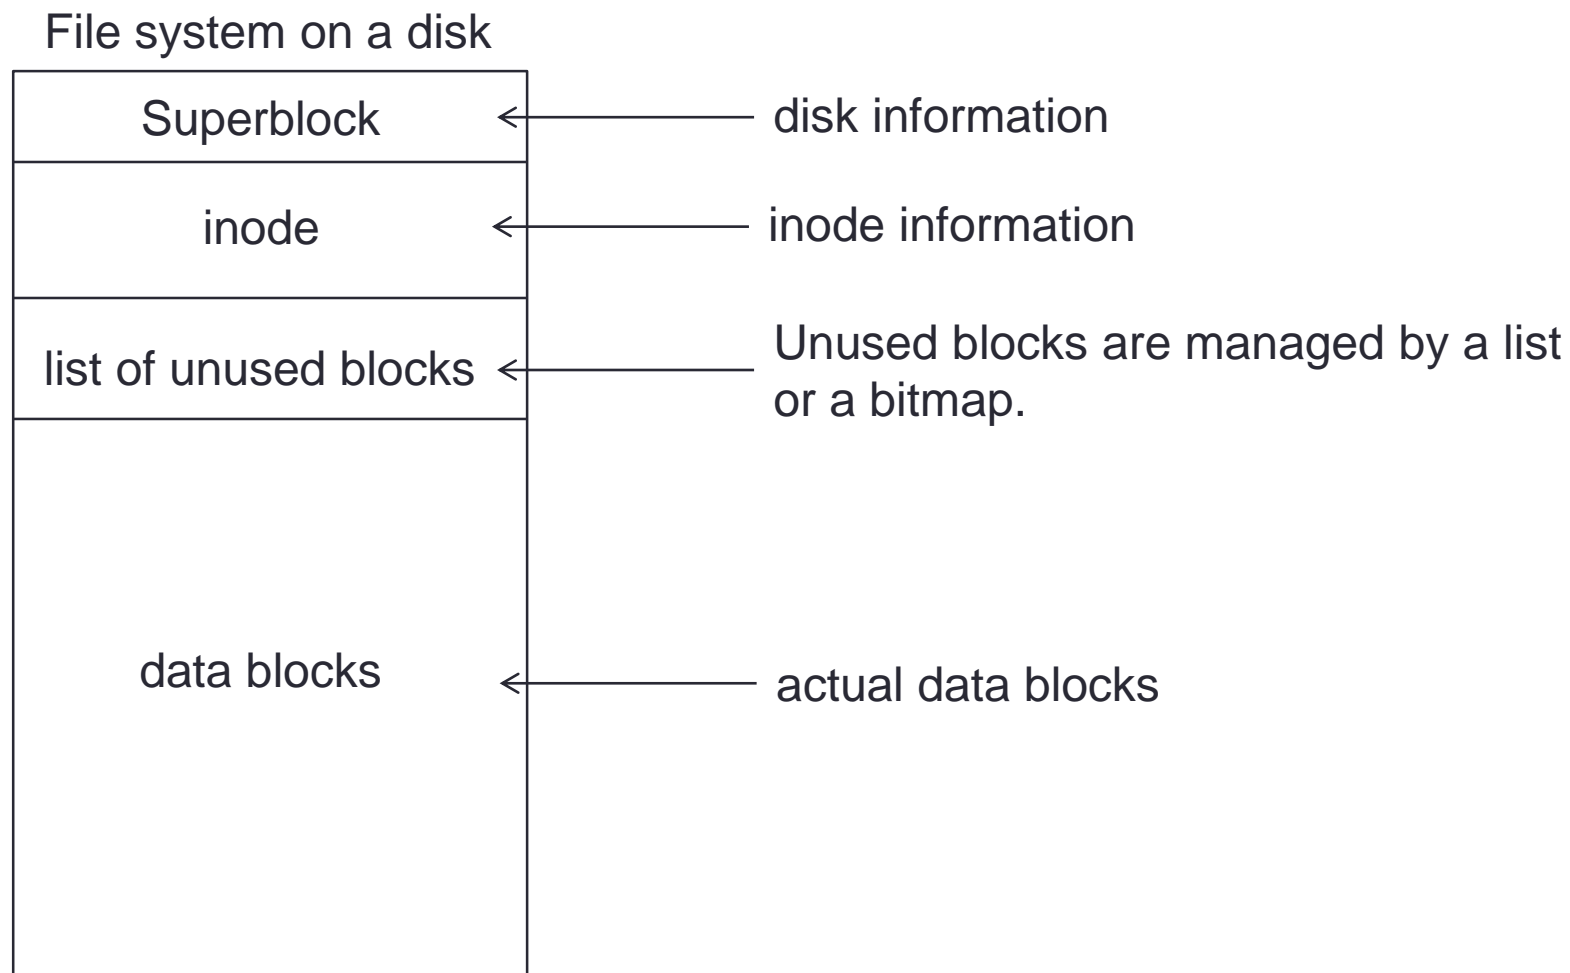 File system on a disk
Superblock
disk information
inode
inode information
list of unused blocks
Unused blocks are managed by a list
or a bitmap.
data blocks
actual data blocks